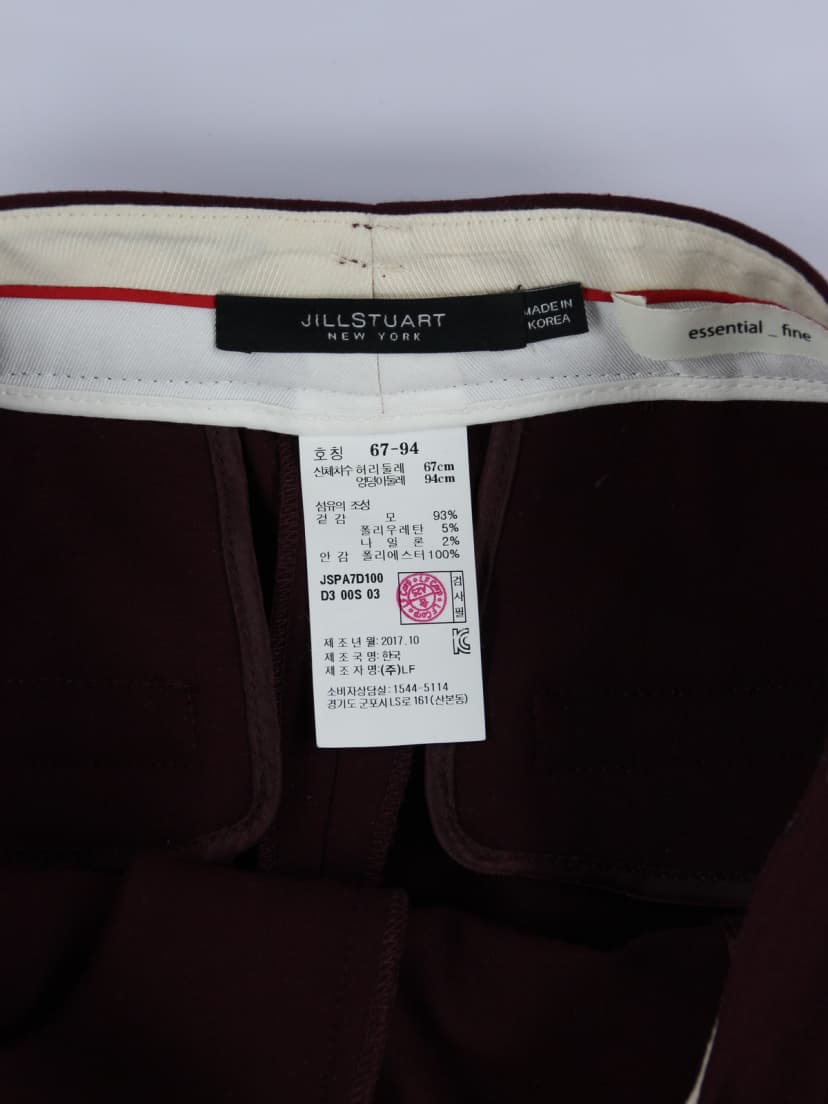 JILLSTUART
NEW YORK
MADE IN
KOREA
essential _ fine
호칭 67-94
신체치수 허리둘레 67cm
엉덩이둘레 94cm
섬유의 조성
겉감 모 93%
폴리우레탄 5%
나일론 2%
안감 폴리에스터 100%
JSPA7D100
D3 00S 03
LF Corp
검사필
제조년월: 2017.10
제조국명: 한국
제조자명: (주)LF
소비자상담실: 1544-5114
경기도 군포시 LS로 161(산본동)